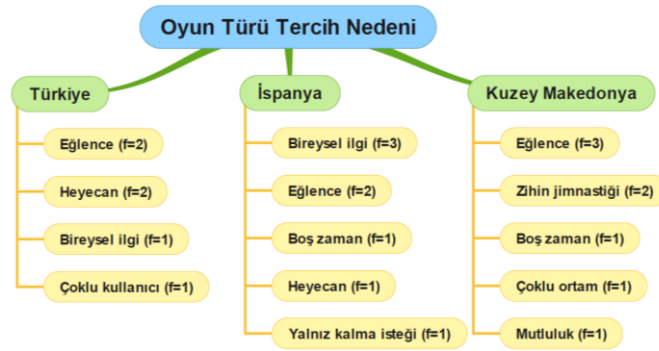 Oyun Türü Tercih Nedeni
Türkiye
Eğlence (f=2)
Heyecan (f=2)
Bireysel ilgi (f=1)
Çoklu kullanıcı (f=1)
İspanya
Bireysel ilgi (f=3)
Eğlence (f=2)
Boş zaman (f=1)
Heyecan (f=1)
Yalnız kalma isteği (f=1)
Kuzey Makedonya
Eğlence (f=3)
Zihin jimnastiği (f=2)
Boş zaman (f=1)
Çoklu ortam (f=1)
Mutluluk (f=1)